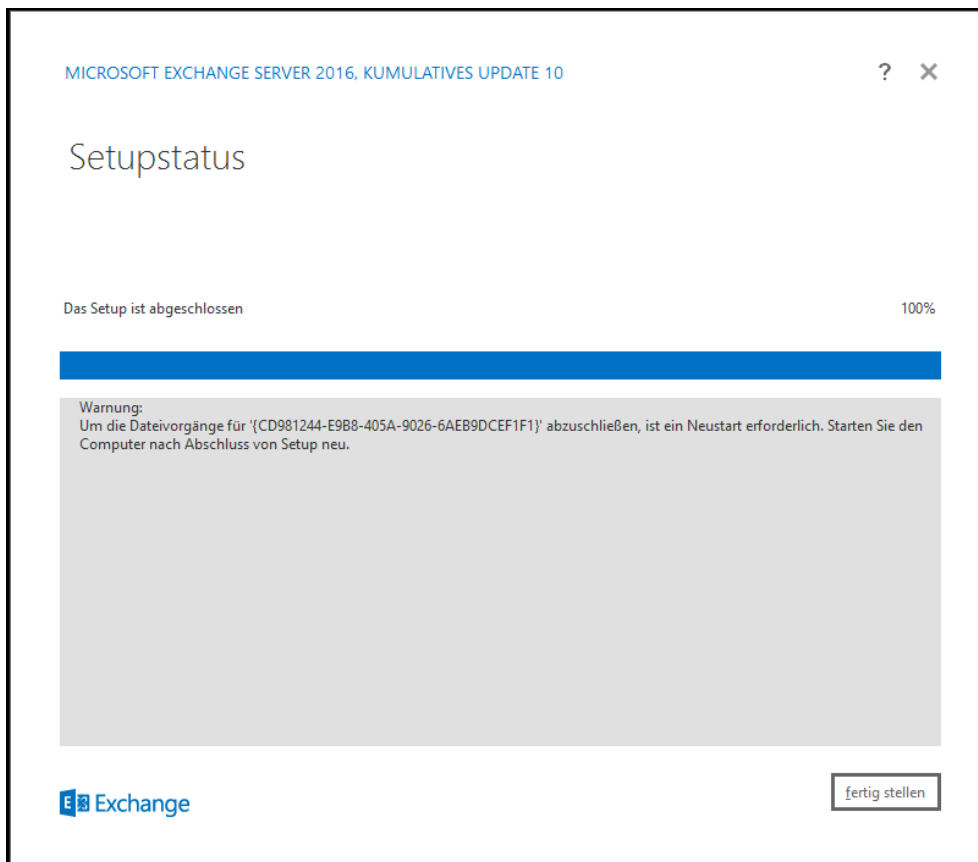 MICROSOFT EXCHANGE SERVER 2016, KUMULATIVES UPDATE 10
?
Setupstatus
Das Setup ist abgeschlossen 100%
Warnung:
Um die Dateivorgänge für '{CD981244-E9B8-405A-9026-6AEB9DCEF1F1}' abzuschließen, ist ein Neustart erforderlich. Starten Sie den
Computer nach Abschluss von Setup neu.
Exchange
fertig stellen